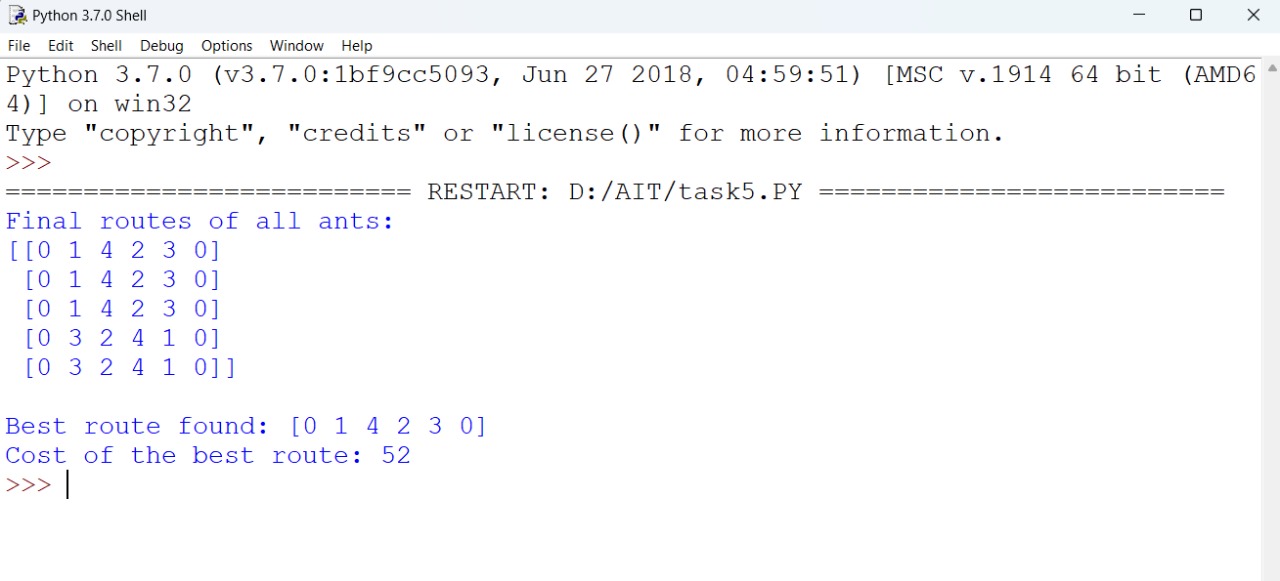 Python 3.7.0 Shell
File Edit Shell Debug Options Window Help
Python 3.7.0 (v3.7.0:1bf9cc5093, Jun 27 2018, 04:59:51) [MSC v.1914 64 bit (AMD6
4)] on win32
Type "copyright", "credits" or "license()" for more information.
>>>
========================== RESTART: D:/AIT/task5.PY ==========================
Final routes of all ants:
[[0 1 4 2 3 0]
 [0 1 4 2 3 0]
 [0 1 4 2 3 0]
 [0 3 2 4 1 0]
 [0 3 2 4 1 0]]
Best route found: [0 1 4 2 3 0]
Cost of the best route: 52
>>>